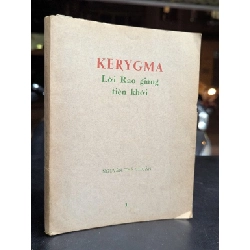 KERYGMA
Lời Rao giảng
tiên khởi